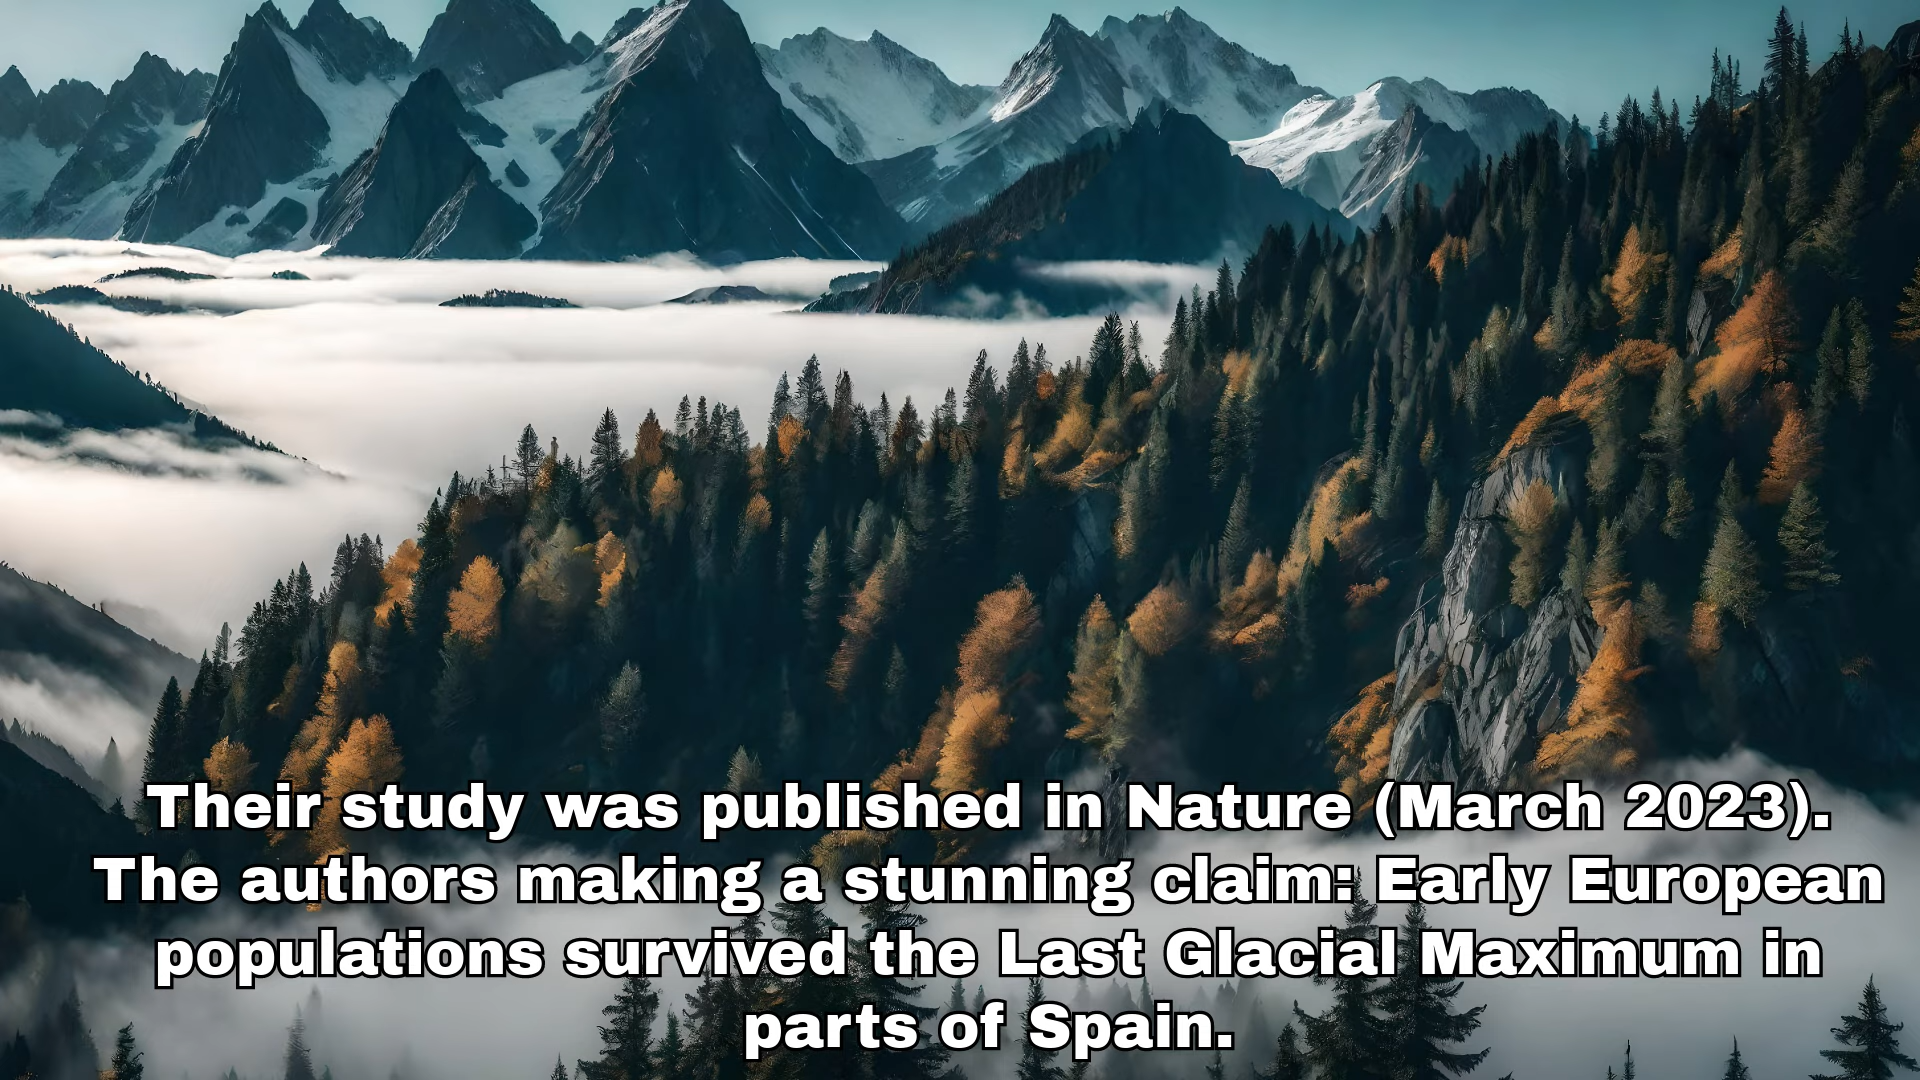 Their study was published in Nature (March 2023).
The authors making a stunning claim: Early European
populations survived the Last Glacial Maximum in
parts of Spain.